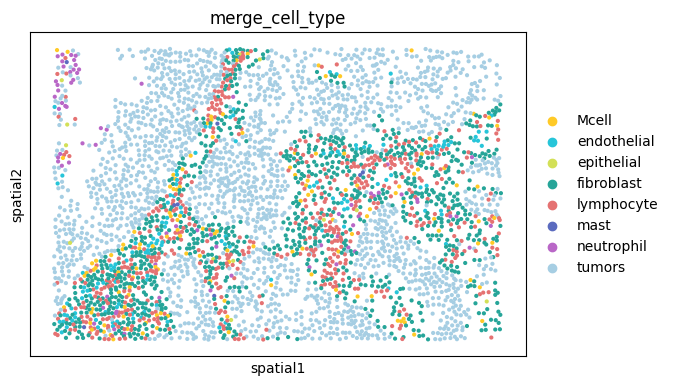 merge_cell_type
spatial2
spatial1
Mcell
endothelial
epithelial
fibroblast
lymphocyte
mast
neutrophil
tumors